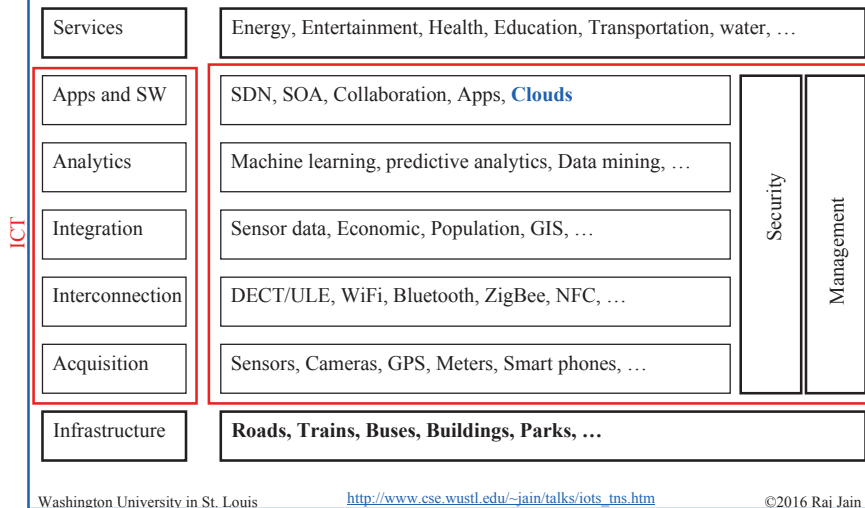 Services
Energy, Entertainment, Health, Education, Transportation, water, …
Apps and SW
SDN, SOA, Collaboration, Apps, Clouds
Analytics
Machine learning, predictive analytics, Data mining, …
Integration
Sensor data, Economic, Population, GIS, …
Interconnection
DECT/ULE, WiFi, Bluetooth, ZigBee, NFC, …
Acquisition
Sensors, Cameras, GPS, Meters, Smart phones, …
Infrastructure
Roads, Trains, Buses, Buildings, Parks, …
ICT
Security
Management
Washington University in St. Louis
http://www.cse.wustl.edu/~jain/talks/iots_tns.htm
©2016 Raj Jain